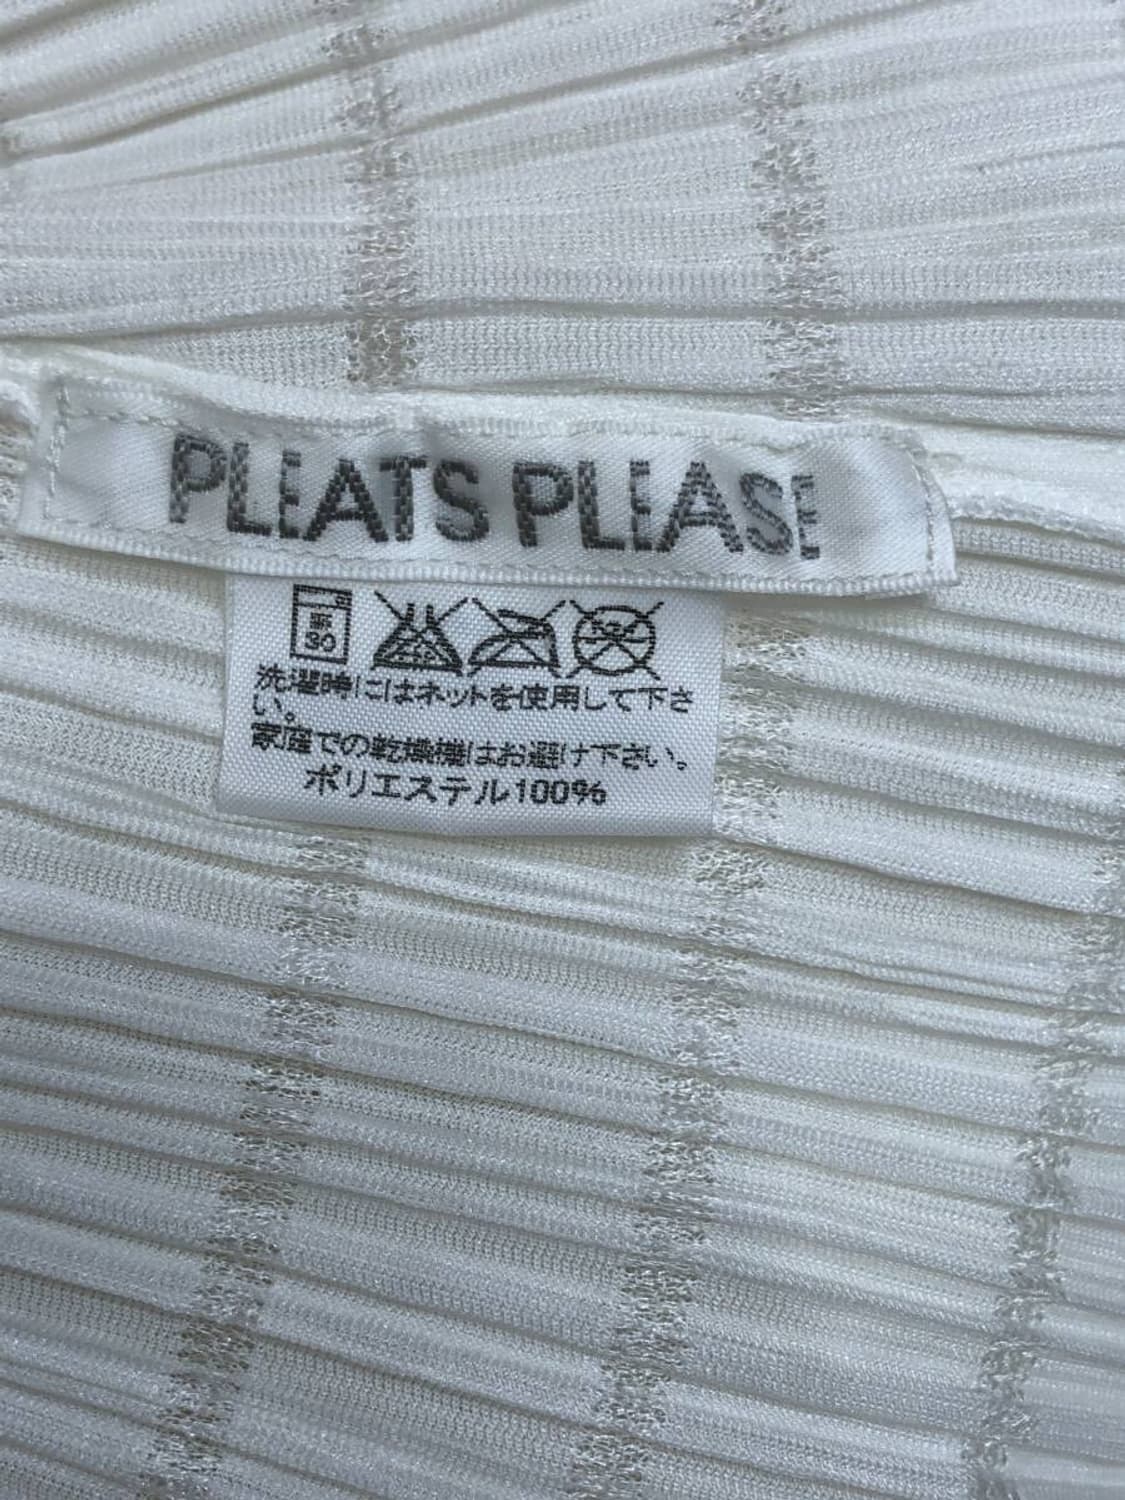 PLEATS PLEASE
弱
30
洗濯時にはネットを使用して下さ
い。
家庭での乾燥機はお避け下さい。
ポリエステル100%